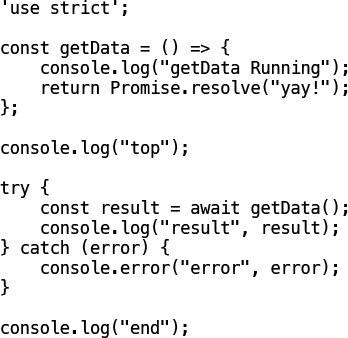 'use strict';

const getData = () => {
    console.log("getData Running");
    return Promise.resolve("yay!");
};

console.log("top");

try {
    const result = await getData();
    console.log("result", result);
} catch (error) {
    console.error("error", error);
}

console.log("end");